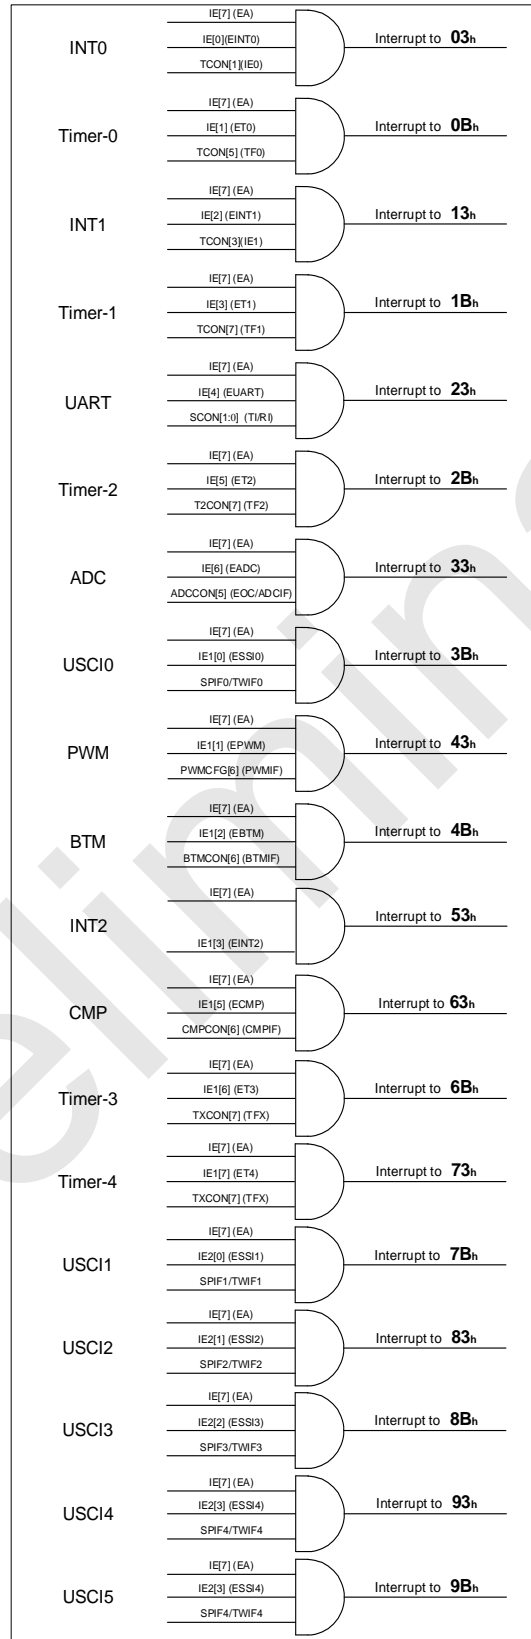 IE[7] (EA)
INT0 IE[0](EINT0) Interrupt to 03h
TCON[1](IE0)
IE[7] (EA)
Timer-0 IE[1] (ET0) Interrupt to 0Bh
TCON[5] (TF0)
IE[7] (EA)
INT1 IE[2] (EINT1) Interrupt to 13h
TCON[3](IE1)
IE[7] (EA)
Timer-1 IE[3] (ET1) Interrupt to 1Bh
TCON[7] (TF1)
IE[7] (EA)
UART IE[4] (EUART) Interrupt to 23h
SCON[1:0] (TI/RI)
IE[7] (EA)
Timer-2 IE[5] (ET2) Interrupt to 2Bh
T2CON[7] (TF2)
IE[7] (EA)
ADC IE[6] (EADC) Interrupt to 33h
ADCCON[5] (EOC/ADCIF)
IE[7] (EA)
USCI0 IE1[0] (ESSI0) Interrupt to 3Bh
SPIF0/TWIF0
IE[7] (EA)
PWM IE1[1] (EPWM) Interrupt to 43h
PWMCFG[6] (PWMIF)
IE[7] (EA)
BTM IE1[2] (EBTM) Interrupt to 4Bh
BTMCON[6] (BTMIF)
IE[7] (EA)
INT2 Interrupt to 53h
IE1[3] (EINT2)
IE[7] (EA)
CMP IE1[5] (ECMP) Interrupt to 63h
CMPCON[6] (CMPIF)
IE[7] (EA)
Timer-3 IE1[6] (ET3) Interrupt to 6Bh
TXCON[7] (TFX)
IE[7] (EA)
Timer-4 IE1[7] (ET4) Interrupt to 73h
TXCON[7] (TFX)
IE[7] (EA)
USCI1 IE2[0] (ESSI1) Interrupt to 7Bh
SPIF1/TWIF1
IE[7] (EA)
USCI2 IE2[1] (ESSI2) Interrupt to 83h
SPIF2/TWIF2
IE[7] (EA)
USCI3 IE2[2] (ESSI3) Interrupt to 8Bh
SPIF3/TWIF3
IE[7] (EA)
USCI4 IE2[3] (ESSI4) Interrupt to 93h
SPIF4/TWIF4
IE[7] (EA)
USCI5 IE2[3] (ESSI4) Interrupt to 9Bh
SPIF4/TWIF4
elimina